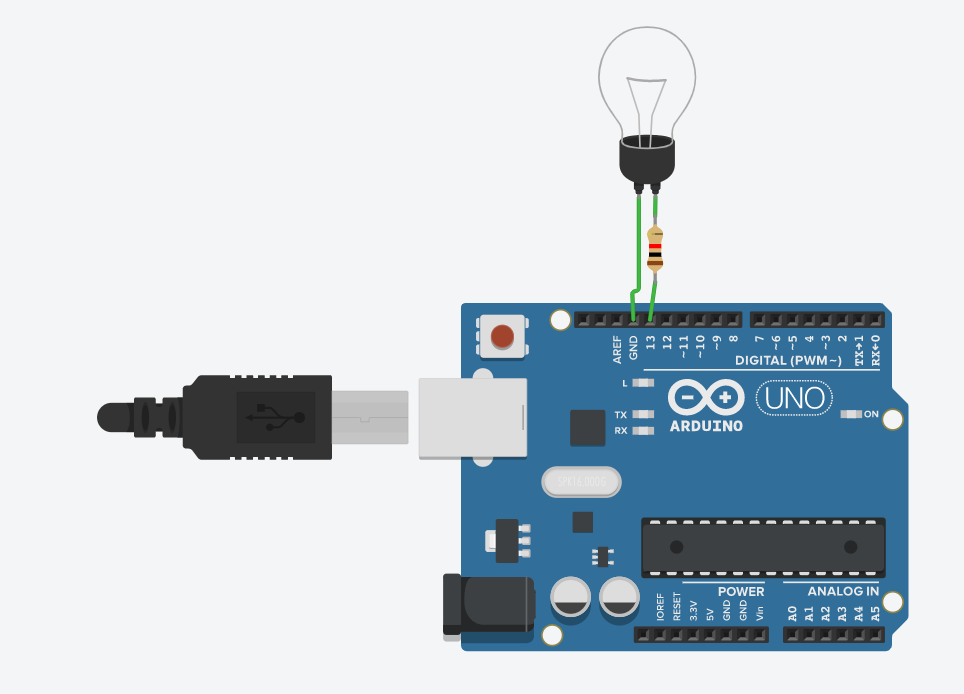 AREF
GND
13
12
~11
~10
~9
8
7
~6
~5
4
~3
2
TX→1
RX←0
DIGITAL (PWM~)
L
TX
RX
ARDUINO
UNO
ON
POWER
ANALOG IN
IOREF
RESET
3.3V
5V
GND
GND
Vin
A0
A1
A2
A3
A4
A5